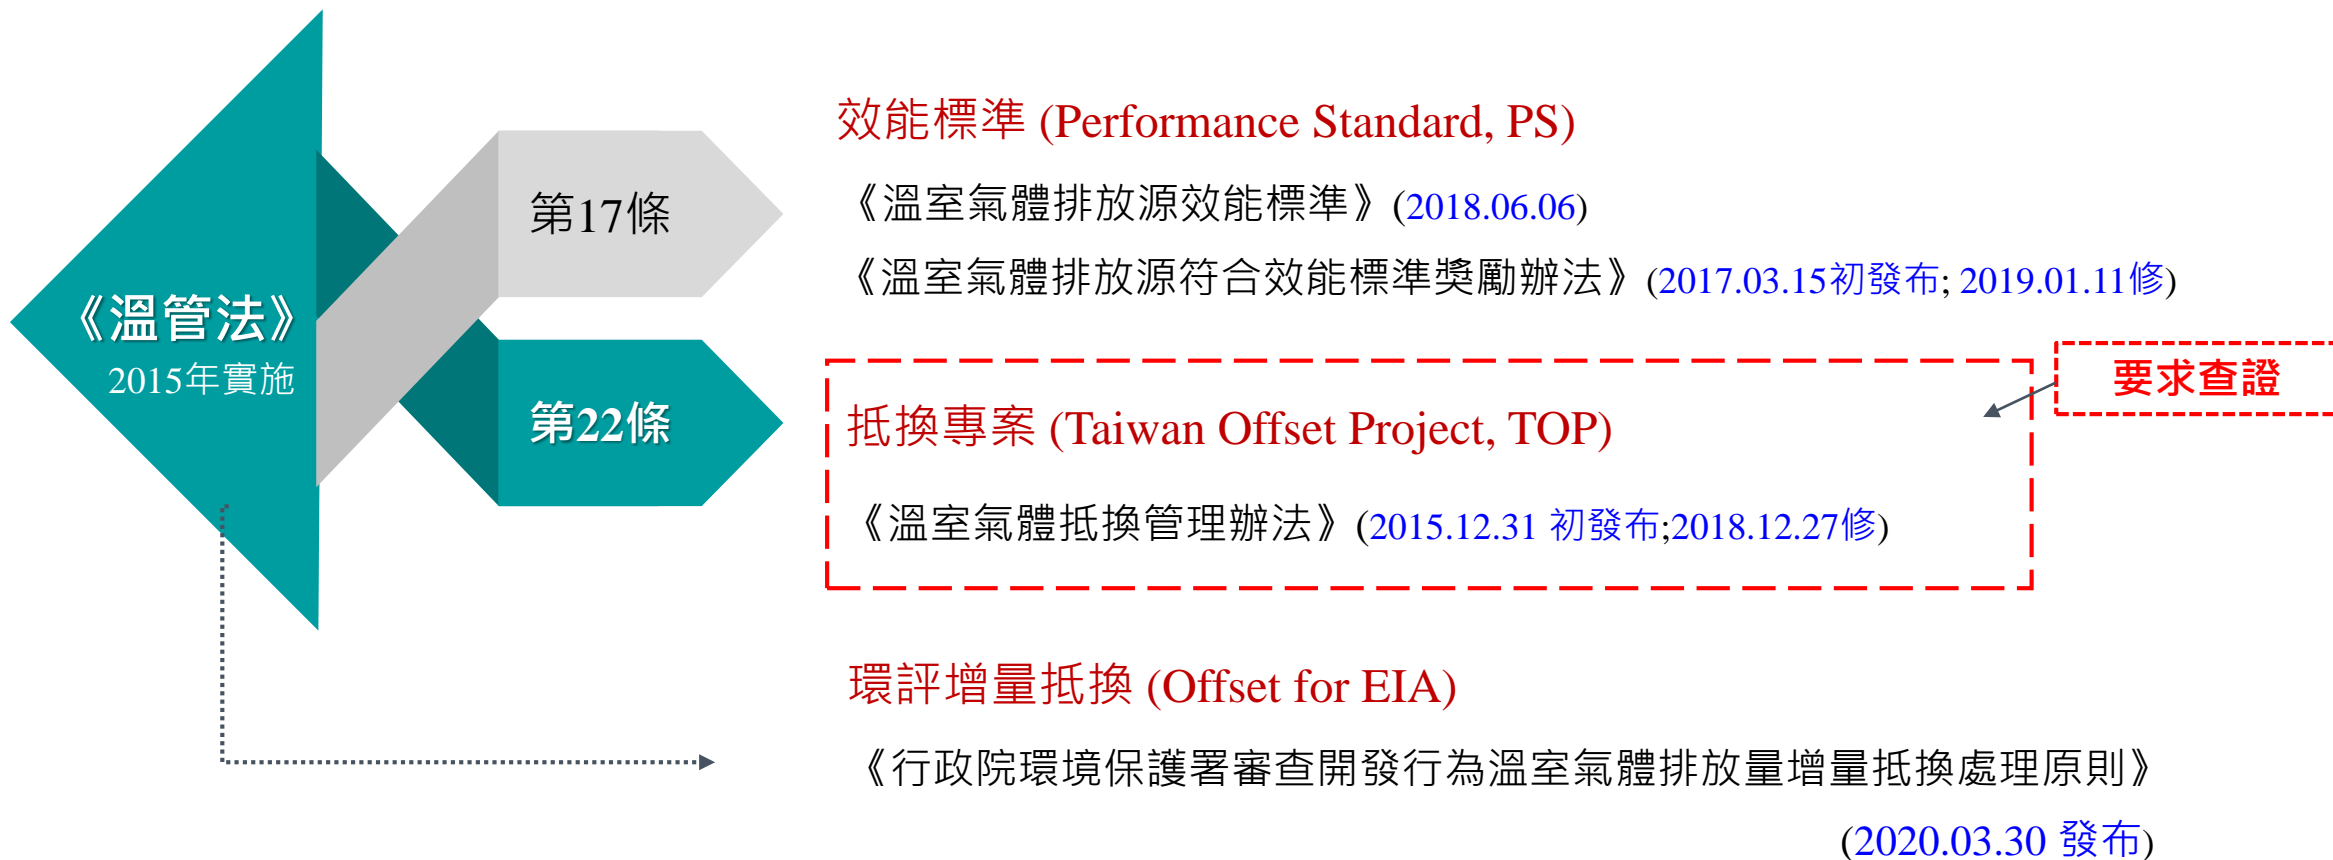 《溫管法》
2015年實施
第17條
效能標準 (Performance Standard, PS)
《溫室氣體排放源效能標準》(2018.06.06)
《溫室氣體排放源符合效能標準獎勵辦法》(2017.03.15初發布; 2019.01.11修)
第22條
要求查證
抵換專案 (Taiwan Offset Project, TOP)
《溫室氣體抵換管理辦法》(2015.12.31 初發布;2018.12.27修)
環評增量抵換 (Offset for EIA)
《行政院環境保護署審查開發行為溫室氣體排放量增量抵換處理原則》
(2020.03.30 發布)